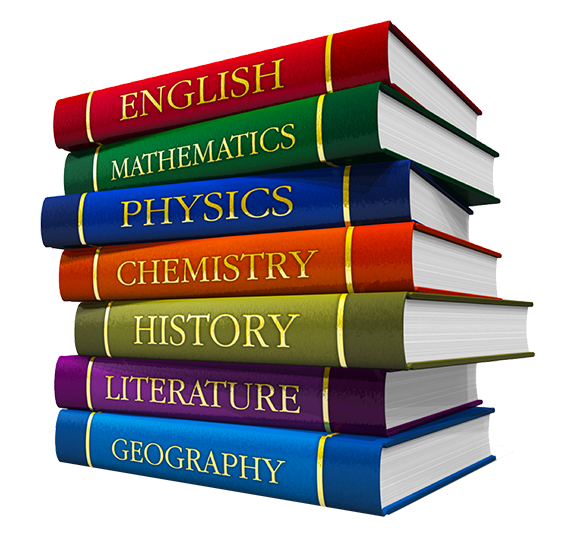 ENGLISH
MATHEMATICS
PHYSICS
CHEMISTRY
HISTORY
LITERATURE
GEOGRAPHY